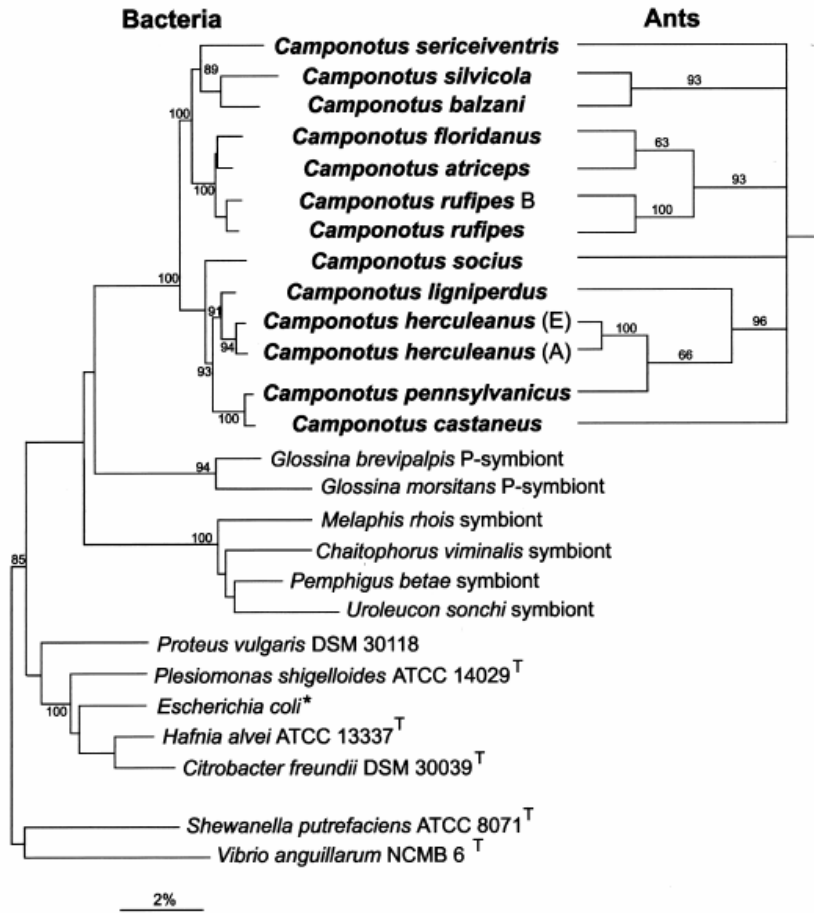 Bacteria Ants
Camponotus sericeiventris
89 Camponotus silvicola 93
100 Camponotus balzani
Camponotus floridanus 63
100 Camponotus atriceps 93
Camponotus rufipes B 100
Camponotus rufipes
100 Camponotus socius
91 Camponotus ligniperdus 96
Camponotus herculeanus (E) 100
94 Camponotus herculeanus (A) 66
93 Camponotus pennsylvanicus
100 Camponotus castaneus
94 Glossina brevipalpis P-symbiont
Glossina morsitans P-symbiont
100 Melaphis rhois symbiont
85 Chaitophorus viminalis symbiont
Pemphigus betae symbiont
Uroleucon sonchi symbiont
Proteus vulgaris DSM 30118
Plesiomonas shigelloides ATCC 14029T
100 Escherichia coli*
Hafnia alvei ATCC 13337T
Citrobacter freundii DSM 30039T
Shewanella putrefaciens ATCC 8071T
Vibrio anguillarum NCMB 6T
2%